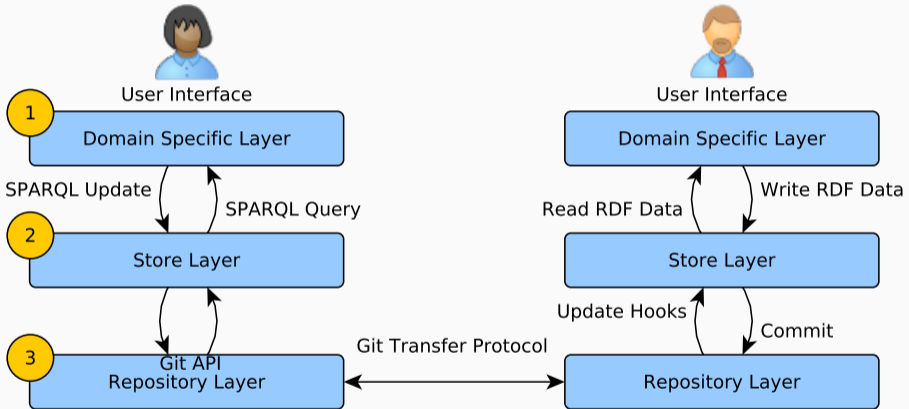 User Interface
User Interface
1
Domain Specific Layer
Domain Specific Layer
SPARQL Update
SPARQL Query
Read RDF Data
Write RDF Data
2
Store Layer
Store Layer
Update Hooks
Commit
3
Git API
Repository Layer
Git Transfer Protocol
Repository Layer